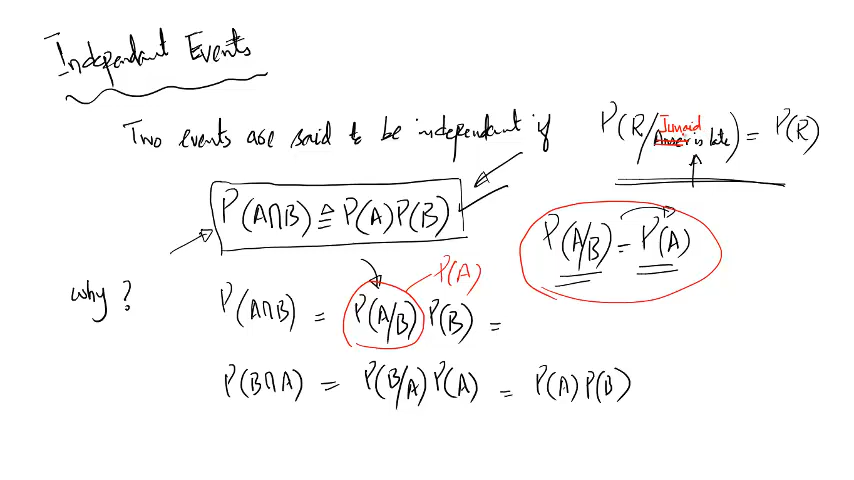 Independant Events
Two events are said to be independant if
P(R/Junaid is late) = P(R)
P(A∩B) ≜ P(A)P(B)
P(A/B) = P(A)
P(A)
why? P(A∩B) = P(A/B) P(B) =
P(B∩A) = P(B/A) P(A) = P(A) P(B)